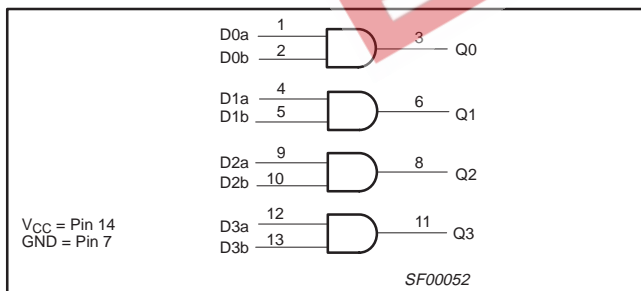 D0a 1
D0b 2
3 Q0
D1a 4
D1b 5
6 Q1
D2a 9
D2b 10
8 Q2
D3a 12
D3b 13
11 Q3
VCC = Pin 14
GND = Pin 7
SF00052